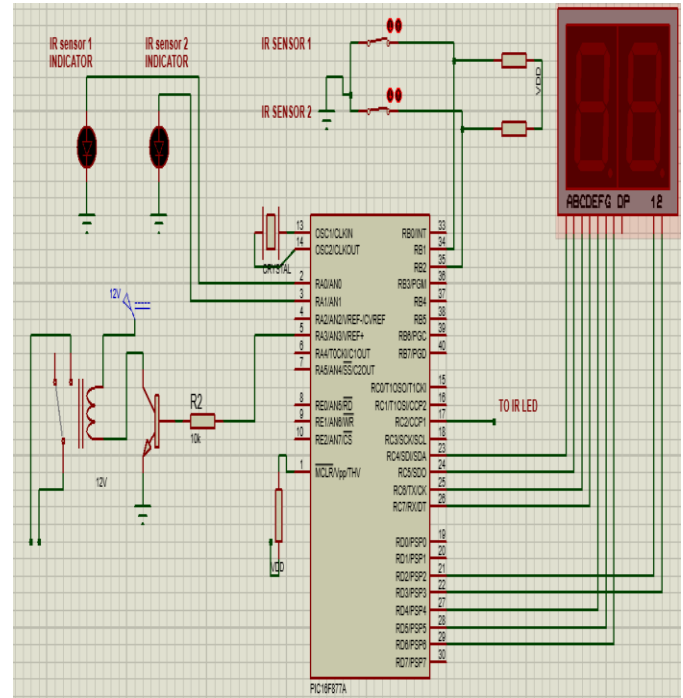 IR sensor 1
INDICATOR
IR sensor 2
INDICATOR
IR SENSOR 1
IR SENSOR 2
VDD
ABCDEFG DP 12
CRYSTAL
13 OSC1/CLKIN
14 OSC2/CLKOUT
2 RA0/AN0
3 RA1/AN1
4 RA2/AN2/VREF-/CVREF
5 RA3/AN3/VREF+
6 RA4/T0CKI/C1OUT
7 RA5/AN4/SS/C2OUT
8 RE0/AN5/RD
9 RE1/AN6/WR
10 RE2/AN7/CS
1 MCLR/Vpp/THV
RB0/INT 33
RB1 34
RB2 35
RB3/PGM 36
RB4 37
RB5 38
RB6/PGC 39
RB7/PGD 40
RC0/T1OSO/T1CKI 15
RC1/T1OSI/CCP2 16
RC2/CCP1 17
RC3/SCK/SCL 18
RC4/SDI/SDA 23
RC5/SDO 24
RC6/TX/CK 25
RC7/RX/DT 26
RD0/PSP0 19
RD1/PSP1 20
RD2/PSP2 21
RD3/PSP3 22
RD4/PSP4 27
RD5/PSP5 28
RD6/PSP6 29
RD7/PSP7 30
TO IR LED
12V
R2
10k
12V
VDD
PIC16F877A